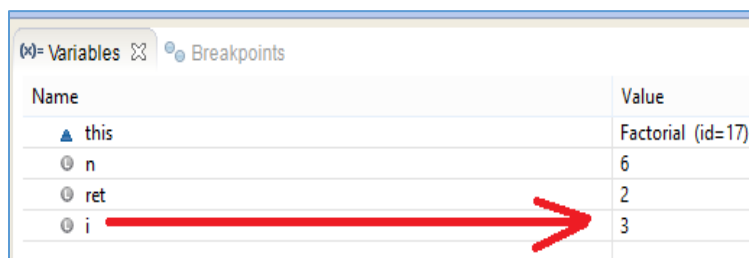 (x)= Variables Breakpoints
Name Value
this Factorial (id=17)
n 6
ret 2
i 3